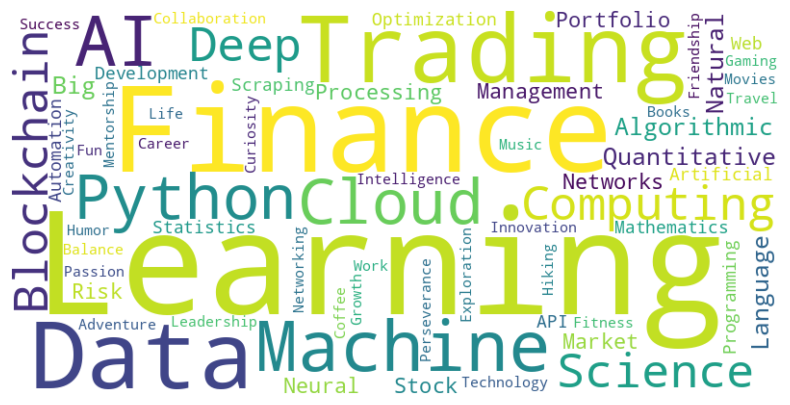 Success
Collaboration
AI
Deep
Trading
Optimization
Portfolio
Friendship
Natural
Web
Gaming
Movies
Travel
Blockchain
Big
Development
Scraping
Processing
Management
Books
Algorithmic
Automation
Creativity
Mentorship
Life
Fun
Career
Curiosity
Finance
Music
Quantitative
Python
Cloud
Intelligence
Networks
Artificial
Computing
Learning
Humor
Statistics
Innovation
Mathematics
Balance
Passion
Risk
Networking
Work
Growth
Coffee
Perseverance
Exploration
Hiking
Programming
Language
Adventure
Leadership
API
Fitness
Data
Machine
Market
Science
Neural
Stock
Technology